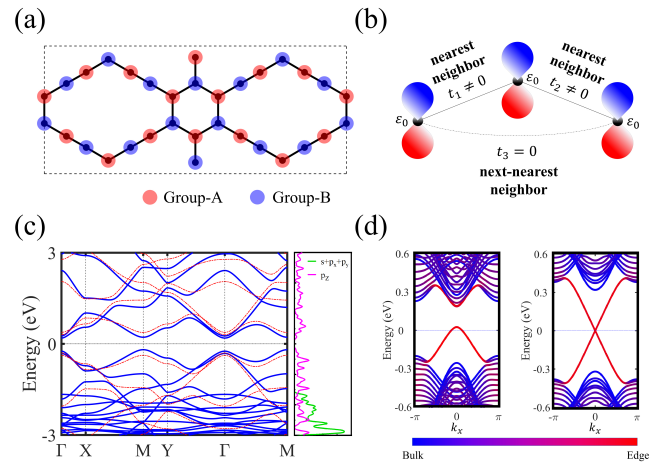 (a)
Group-A
Group-B
(b)
nearest
neighbor
t₁ ≠ 0
nearest
neighbor
t₂ ≠ 0
ε₀
ε₀
ε₀
t₃ = 0
next-nearest
neighbor
(c)
Energy (eV)
3
0
-3
Γ
X
M
Y
Γ
M
s+pₓ+pᵧ
p_Z
(d)
Energy (eV)
0.6
0.3
0
-0.3
-0.6
-π
0
π
kₓ
0.6
0.3
0
-0.3
-0.6
-π
0
π
kₓ
Bulk
Edge